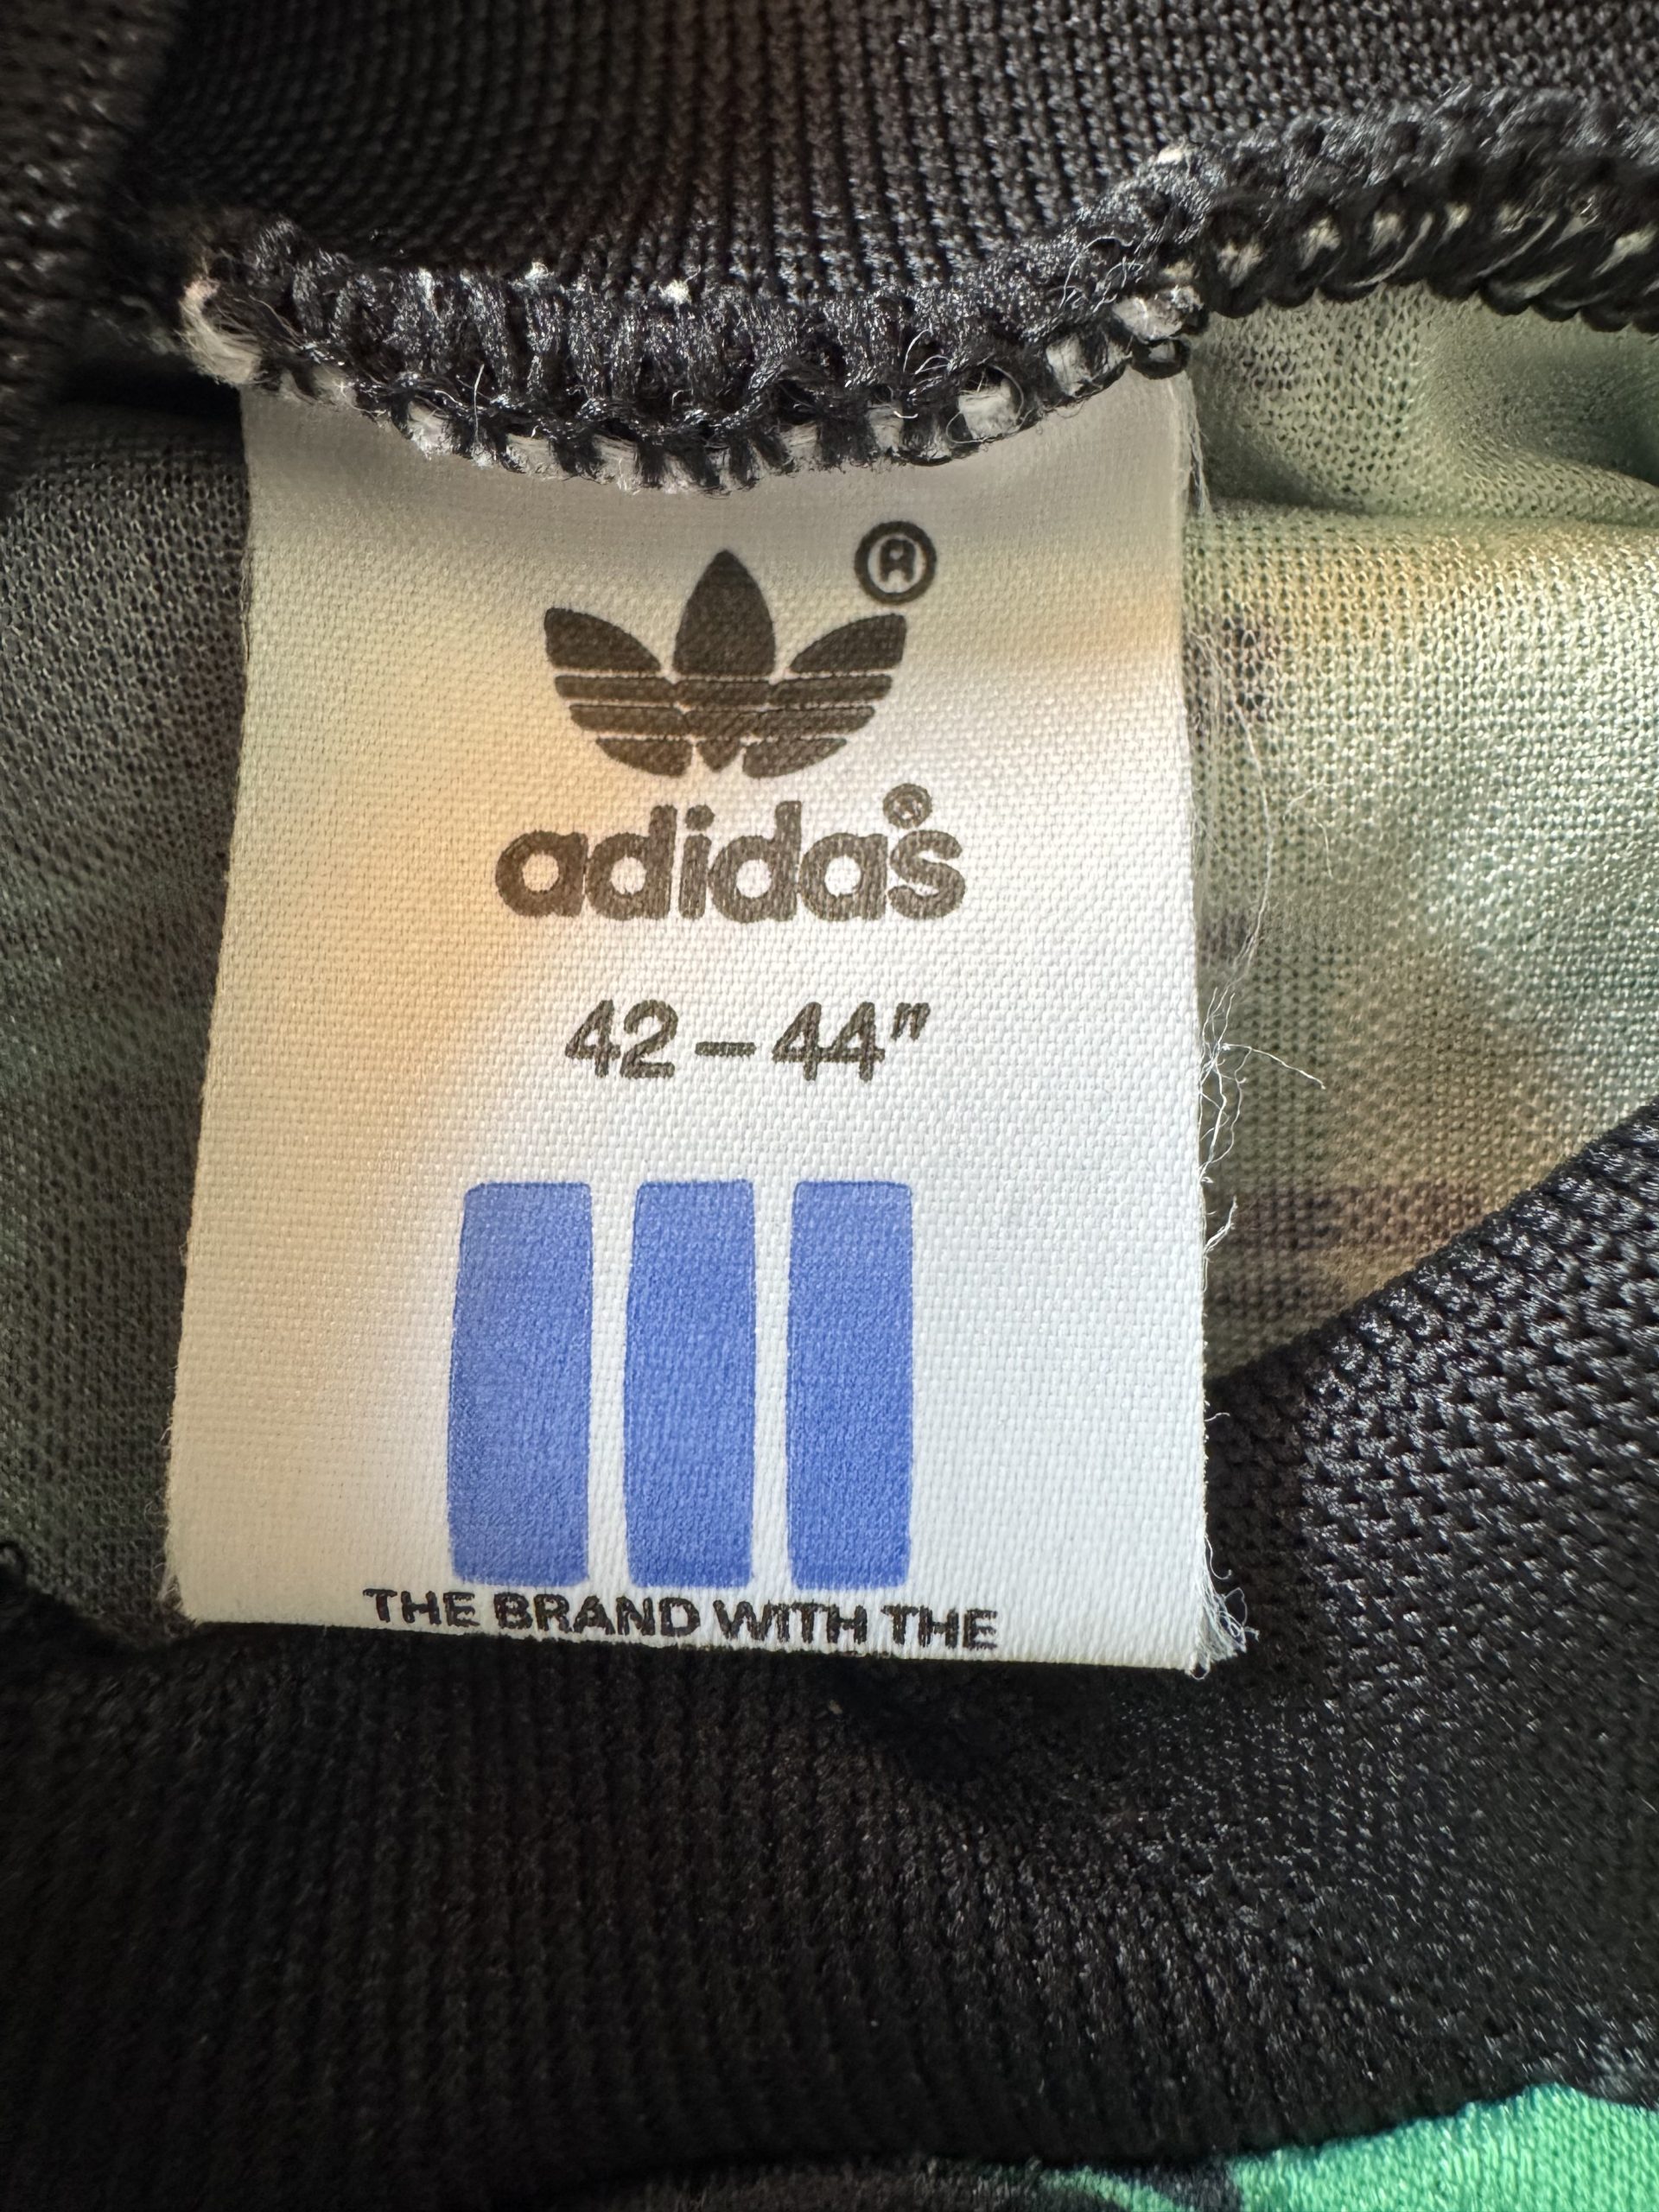 ®
adidas®
42-44"
THE BRAND WITH THE